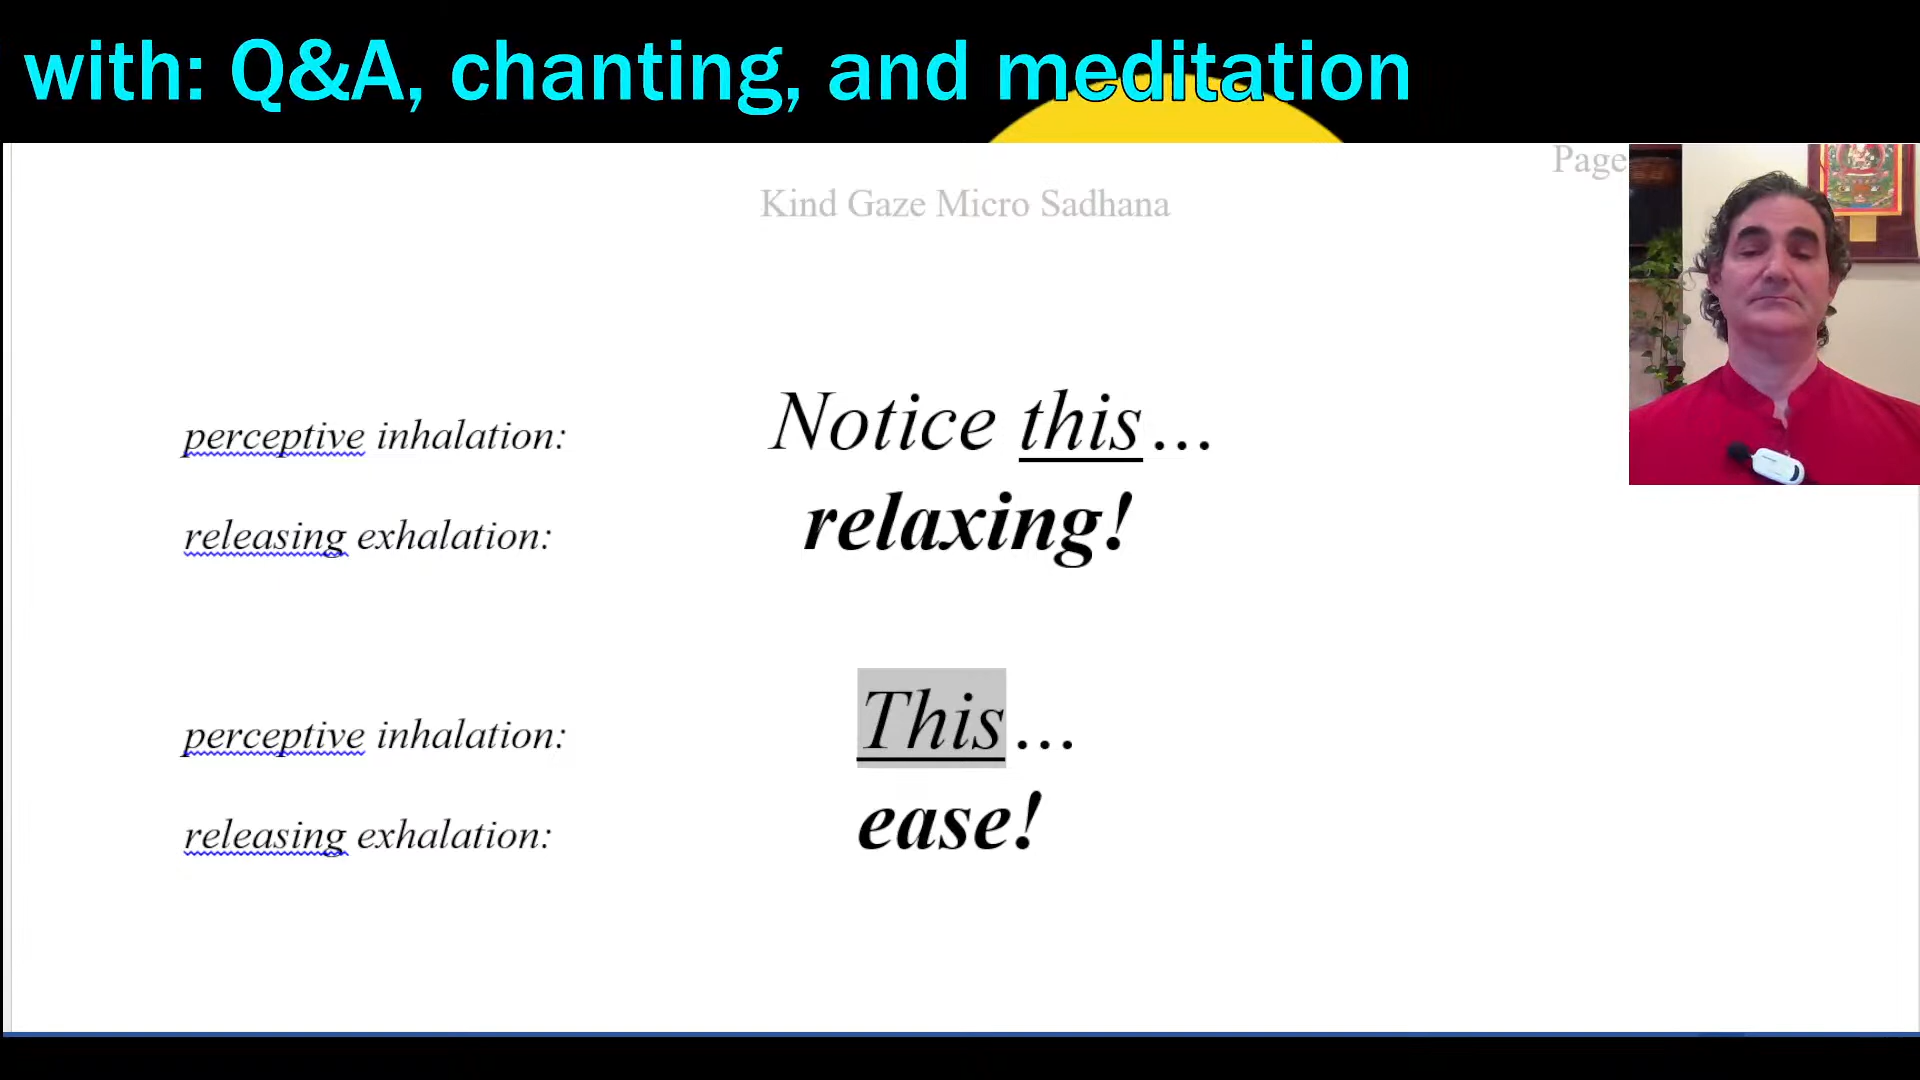 with: Q&A, chanting, and meditation
Page
Kind Gaze Micro Sadhana
perceptive inhalation: Notice this...
releasing exhalation: relaxing!
perceptive inhalation: This...
releasing exhalation: ease!